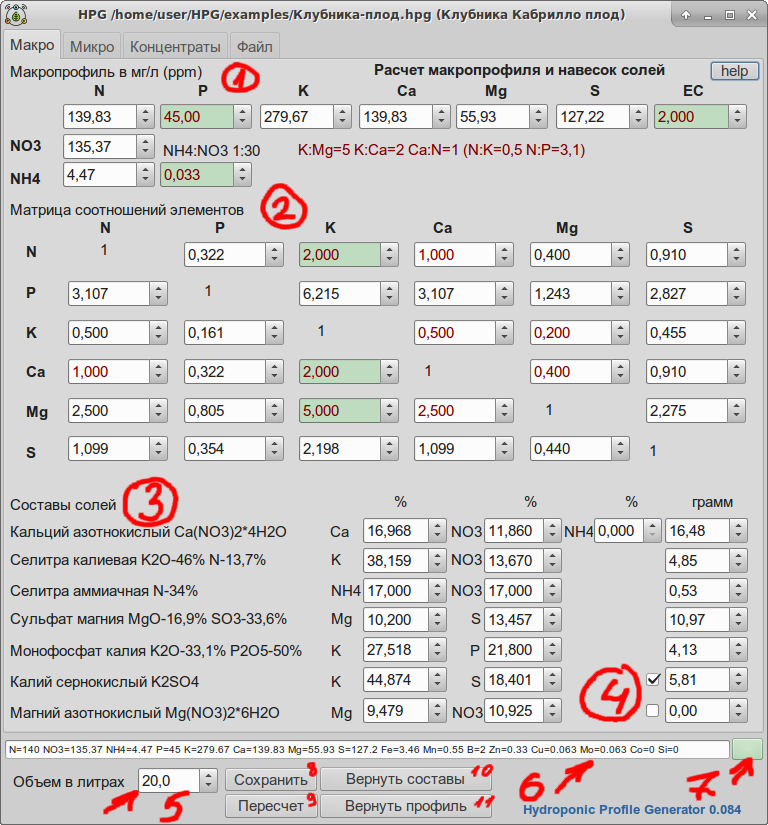 HPG /home/user/HPG/examples/Клубника-плод.hpg (Клубника Кабрилло плод)
Макро Микро Концентраты Файл
Макропрофиль в мг/л (ppm) 1 Расчет макропрофиля и навесок солей help
N P K Ca Mg S EC
139,83 45,00 279,67 139,83 55,93 127,22 2,000
NO3 135,37 NH4:NO3 1:30 K:Mg=5 K:Ca=2 Ca:N=1 (N:K=0,5 N:P=3,1)
NH4 4,47 0,033
Матрица соотношений элементов 2
N P K Ca Mg S
N 1 0,322 2,000 1,000 0,400 0,910
P 3,107 1 6,215 3,107 1,243 2,827
K 0,500 0,161 1 0,500 0,200 0,455
Ca 1,000 0,322 2,000 1 0,400 0,910
Mg 2,500 0,805 5,000 2,500 1 2,275
S 1,099 0,354 2,198 1,099 0,440 1
Составы солей 3 % % % грамм
Кальций азотнокислый Ca(NO3)2*4H2O Ca 16,968 NO3 11,860 NH4 0,000 16,48
Селитра калиевая K2O-46% N-13,7% K 38,159 NO3 13,670 4,85
Селитра аммиачная N-34% NH4 17,000 NO3 17,000 0,53
Сульфат магния MgO-16,9% SO3-33,6% Mg 10,200 S 13,457 10,97
Монофосфат калия K2O-33,1% P2O5-50% K 27,518 P 21,800 4,13
Калий сернокислый K2SO4 K 44,874 S 18,401 4 5,81
Магний азотнокислый Mg(NO3)2*6H2O Mg 9,479 NO3 10,925 0,00
N=140 NO3=135.37 NH4=4.47 P=45 K=279.67 Ca=139.83 Mg=55.93 S=127.2 Fe=3.46 Mn=0.55 B=2 Zn=0.33 Cu=0.063 Mo=0.063 Co=0 Si=0
Объем в литрах 20,0 5 Сохранить 8 Вернуть составы 10 6 7
Пересчет 9 Вернуть профиль 11 Hydroponic Profile Generator 0.084